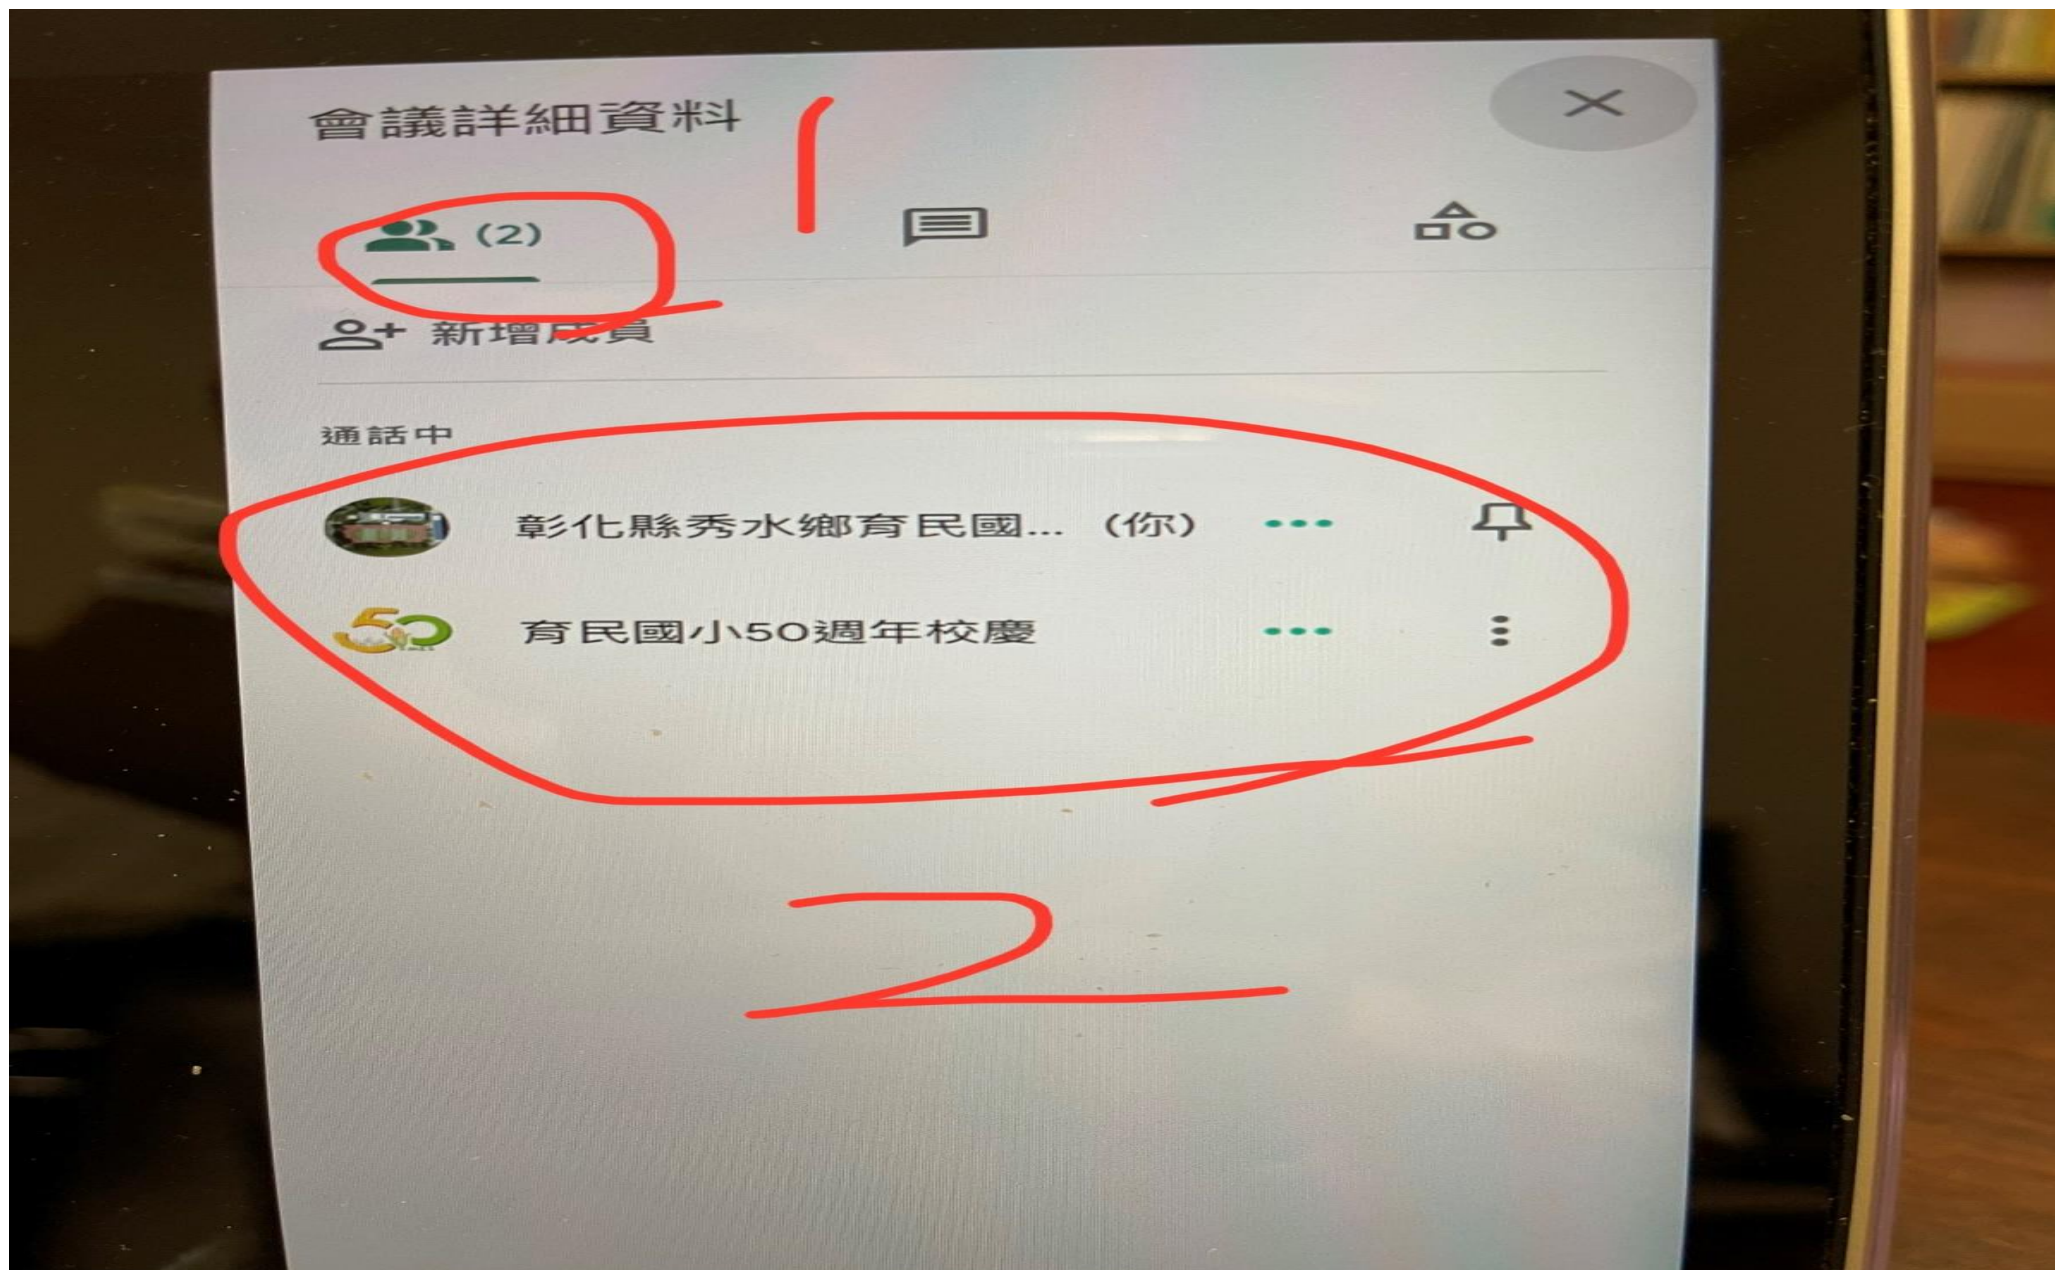 會議詳細資料
1
(2)
新增成員
通話中
彰化縣秀水鄉育民國... (你)
50
育民國小50週年校慶
2